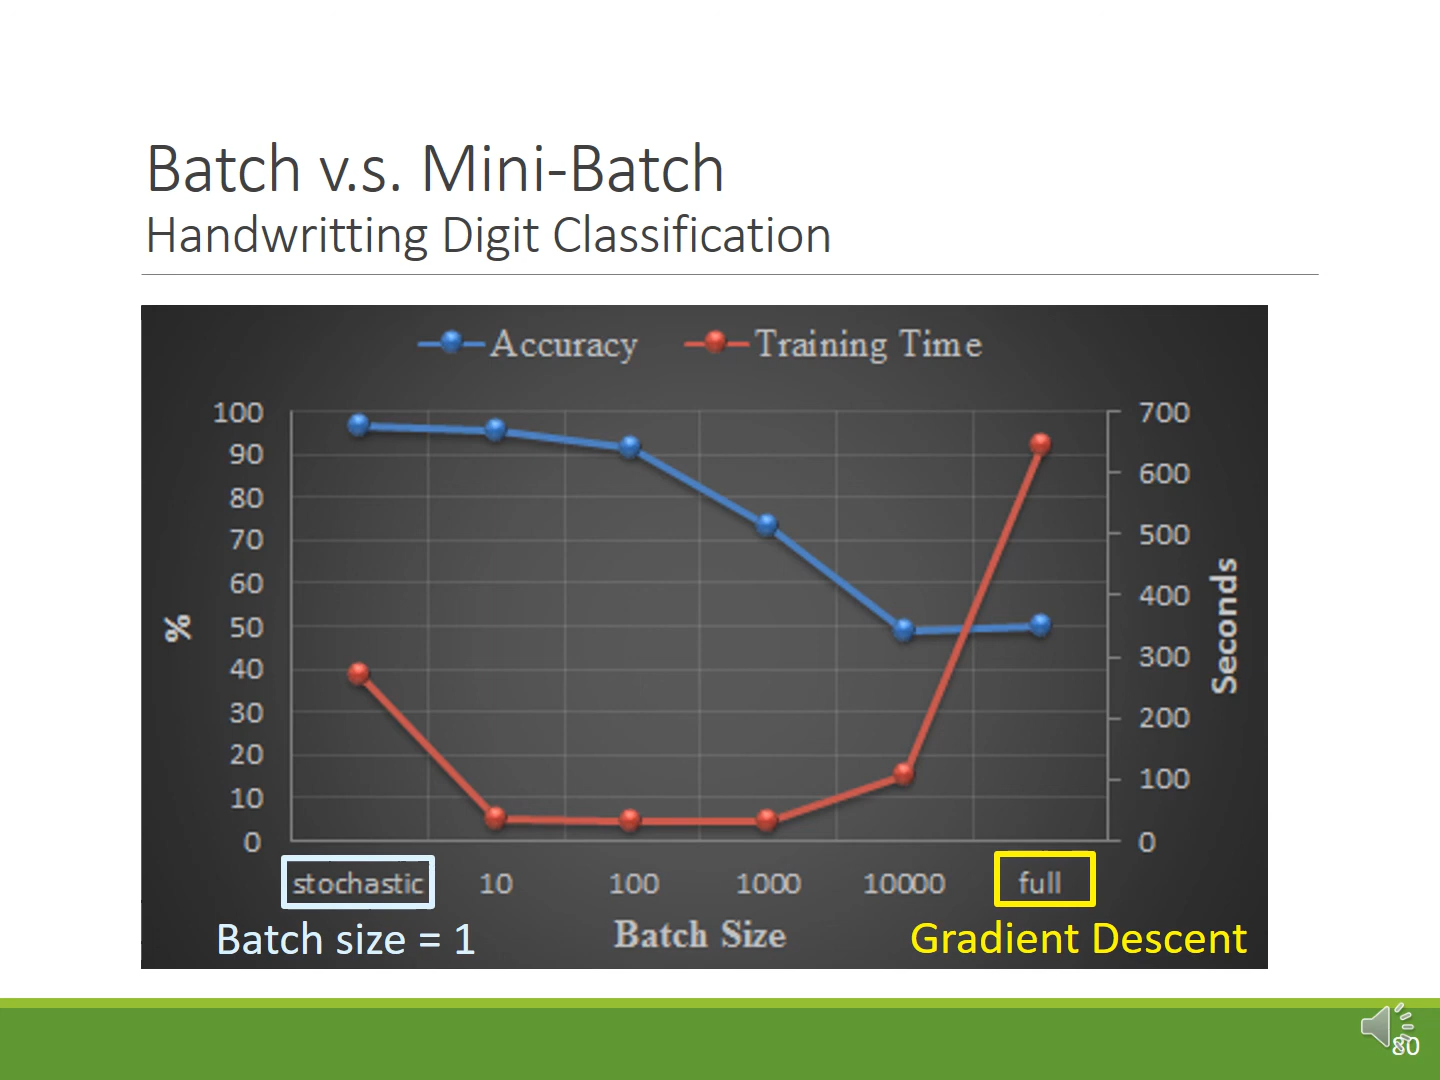 Batch v.s. Mini-Batch
Handwritting Digit Classification
Accuracy Training Time
100 700
90 600
80 500
70 400
60 300
50 200
40 100
30 0
20
10
0
%
Seconds
stochastic 10 100 1000 10000 full
Batch size = 1 Batch Size Gradient Descent
80